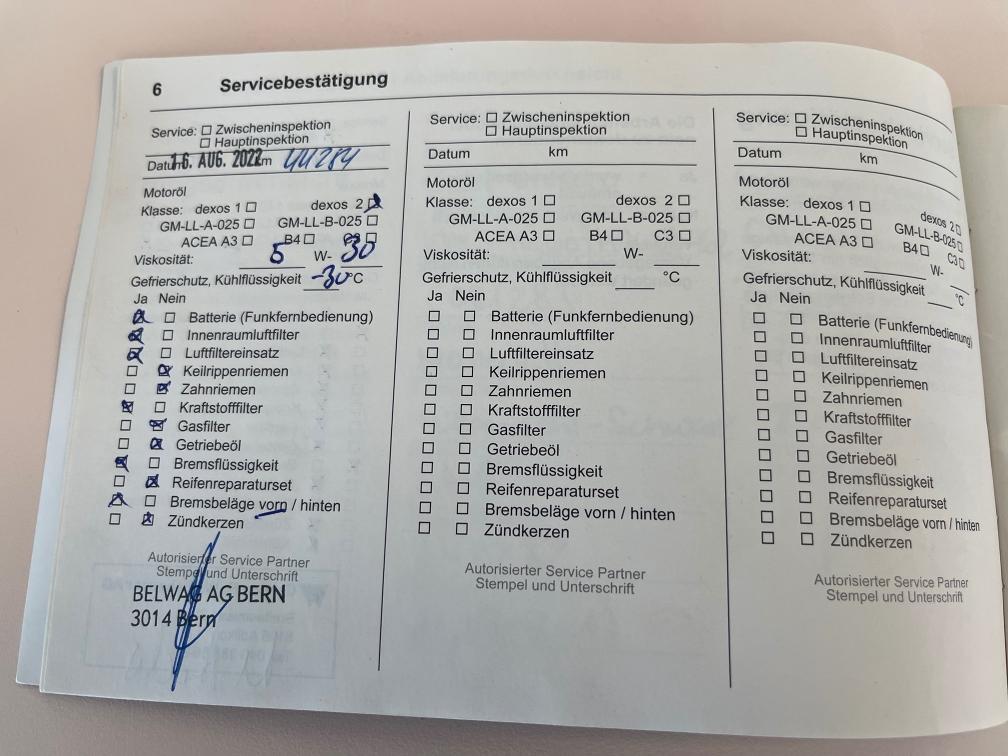 6 Servicebestätigung
Service: ☐ Zwischeninspektion
☐ Hauptinspektion
Datum 16. AUG. 2022 km 44284
Motoröl
Klasse: dexos 1 ☐ dexos 2 ☒
GM-LL-A-025 ☐ GM-LL-B-025 ☐
ACEA A3 ☐ B4 ☐ C3 ☐
Viskosität: 5 W- 30
Gefrierschutz, Kühlflüssigkeit -30 °C
Ja Nein
☒ ☐ Batterie (Funkfernbedienung)
☒ ☐ Innenraumluftfilter
☒ ☐ Luftfiltereinsatz
☐ ☒ Keilrippenriemen
☐ ☒ Zahnriemen
☒ ☐ Kraftstofffilter
☐ ☒ Gasfilter
☐ ☒ Getriebeöl
☒ ☐ Bremsflüssigkeit
☐ ☒ Reifenreparaturset
☒ ☐ Bremsbeläge vorn / hinten
☐ ☒ Zündkerzen
Autorisierter Service Partner
Stempel und Unterschrift
BELWAG AG BERN
3014 Bern
Service: ☐ Zwischeninspektion
☐ Hauptinspektion
Datum km
Motoröl
Klasse: dexos 1 ☐ dexos 2 ☐
GM-LL-A-025 ☐ GM-LL-B-025 ☐
ACEA A3 ☐ B4 ☐ C3 ☐
Viskosität: W-
Gefrierschutz, Kühlflüssigkeit °C
Ja Nein
☐ ☐ Batterie (Funkfernbedienung)
☐ ☐ Innenraumluftfilter
☐ ☐ Luftfiltereinsatz
☐ ☐ Keilrippenriemen
☐ ☐ Zahnriemen
☐ ☐ Kraftstofffilter
☐ ☐ Gasfilter
☐ ☐ Getriebeöl
☐ ☐ Bremsflüssigkeit
☐ ☐ Reifenreparaturset
☐ ☐ Bremsbeläge vorn / hinten
☐ ☐ Zündkerzen
Autorisierter Service Partner
Stempel und Unterschrift
Service: ☐ Zwischeninspektion
☐ Hauptinspektion
Datum km
Motoröl
Klasse: dexos 1 ☐ dexos 2 ☐
GM-LL-A-025 ☐ GM-LL-B-025 ☐
ACEA A3 ☐ B4 ☐ C3 ☐
Viskosität: W-
Gefrierschutz, Kühlflüssigkeit °C
Ja Nein
☐ ☐ Batterie (Funkfernbedienung)
☐ ☐ Innenraumluftfilter
☐ ☐ Luftfiltereinsatz
☐ ☐ Keilrippenriemen
☐ ☐ Zahnriemen
☐ ☐ Kraftstofffilter
☐ ☐ Gasfilter
☐ ☐ Getriebeöl
☐ ☐ Bremsflüssigkeit
☐ ☐ Reifenreparaturset
☐ ☐ Bremsbeläge vorn / hinten
☐ ☐ Zündkerzen
Autorisierter Service Partner
Stempel und Unterschrift